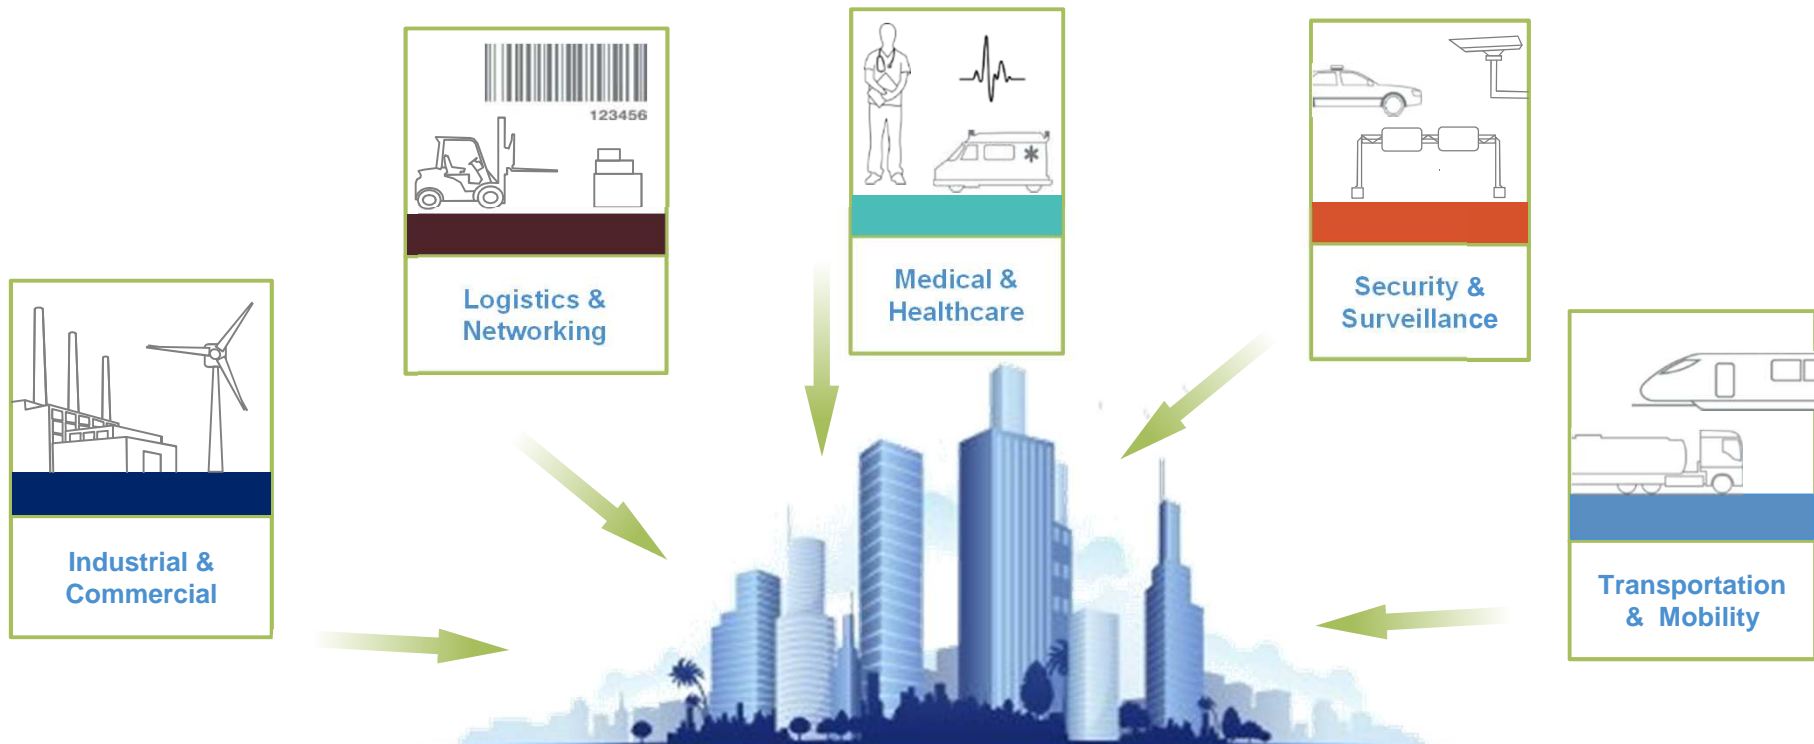 123456
Logistics &
Networking
Medical &
Healthcare
Security &
Surveillance
Industrial &
Commercial
Transportation
& Mobility